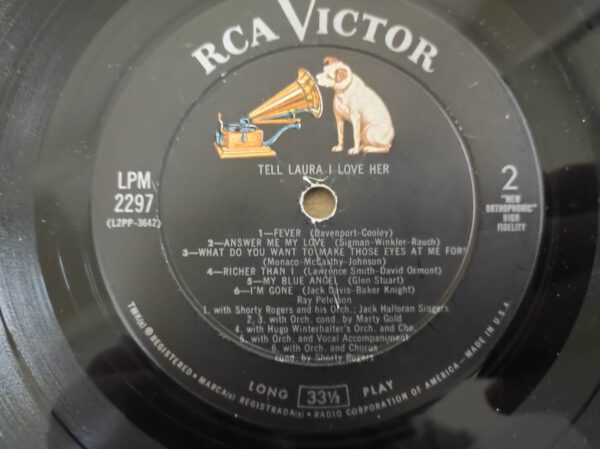 RCA VICTOR
TELL LAURA I LOVE HER
LPM
2297
(L2PP-3642)
2
"NEW
ORTHOPHONIC"
HIGH
FIDELITY
1—FEVER (Davenport-Cooley)
2—ANSWER ME MY LOVE (Sigman-Winkler-Rauch)
3—WHAT DO YOU WANT TO MAKE THOSE EYES AT ME FOR?
(Monaco-McCarthy-Johnson)
4—RICHER THAN I (Lawrence Smith-David Ormont)
5—MY BLUE ANGEL (Glen Stuart)
6—I'M GONE (Jack Davis-Baker Knight)
Ray Peterson
1. with Shorty Rogers and his Orch.; Jack Halloran Singers
2, 3. with Orch. cond. by Marty Gold
4. with Hugo Winterhalter's Orch. and Cho.
5. with Orch. and Vocal Accompaniment
6. with Orch. and Chorus
cond. by Shorty Rogers
LONG 33⅓ PLAY
TMK(s) ® REGISTERED • MARCA(s) REGISTRADA(s) • RADIO CORPORATION OF AMERICA — MADE IN U.S.A.